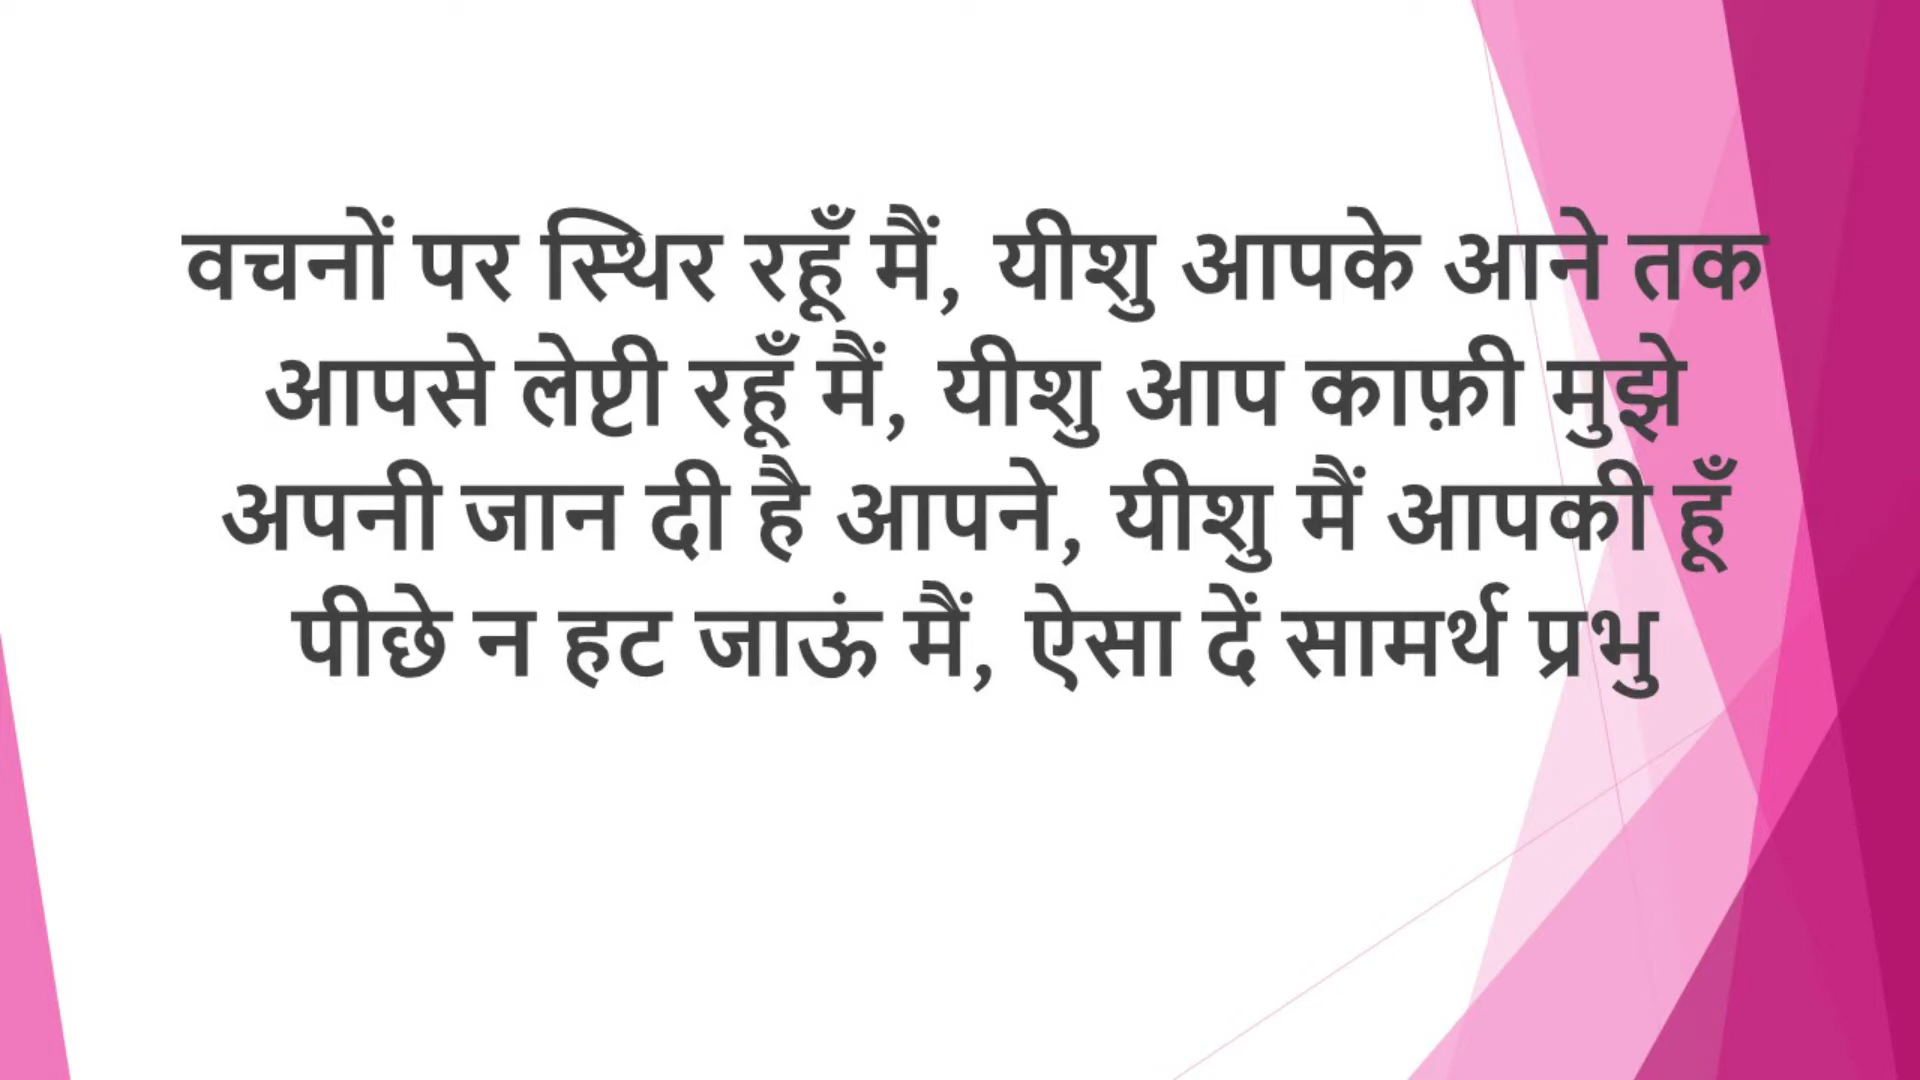 वचनों पर स्थिर रहूँ मैं, यीशु आपके आने तक
आपसे लेप्टी रहूँ मैं, यीशु आप काफ़ी मुझे
अपनी जान दी है आपने, यीशु मैं आपकी हूँ
पीछे न हट जाऊं मैं, ऐसा दें सामर्थ प्रभु